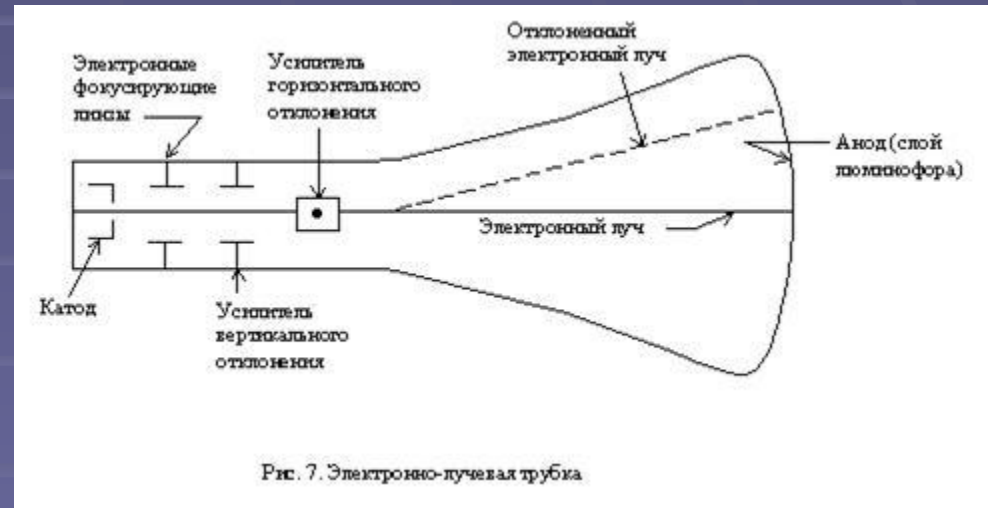 Электронные
фокусирующие
линзы
Усилитель
горизонтального
отклонения
Отклоненный
электронный луч
Анод (слой
люминофора)
Электронный луч
Катод
Усилитель
вертикального
отклонения
Рис. 7. Электронно-лучевая трубка